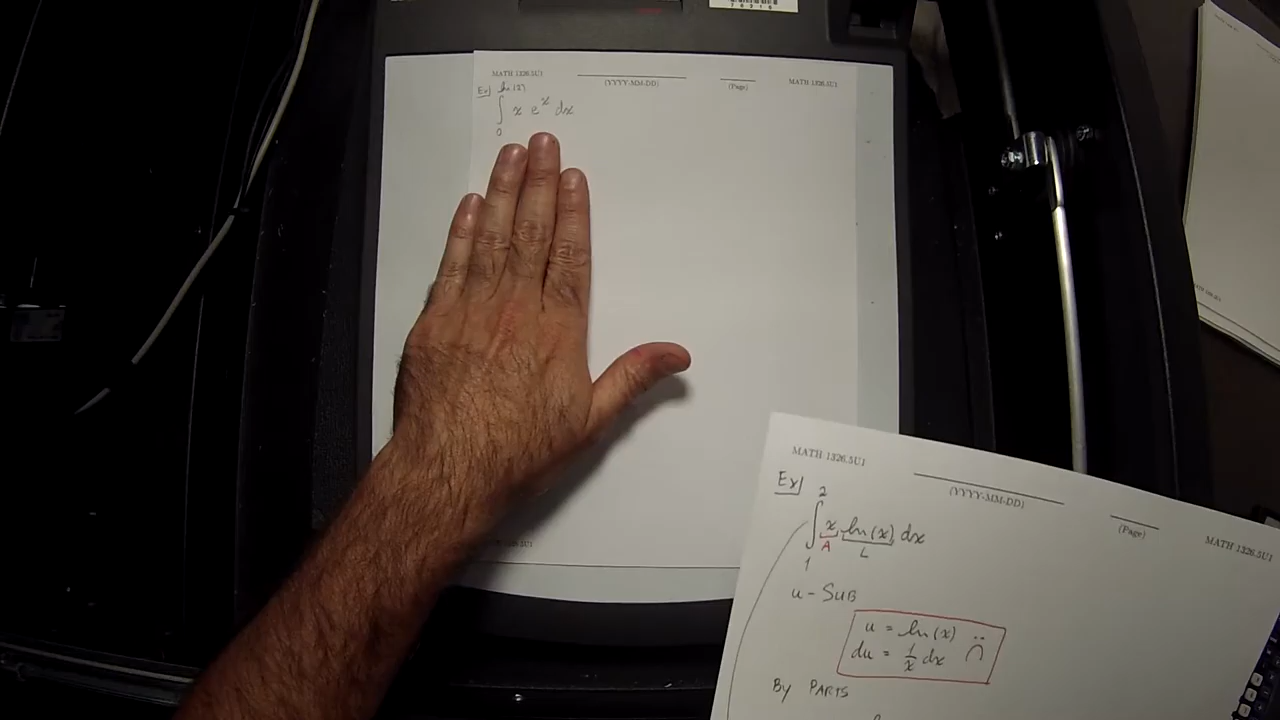 MATH 1326.5U1 (YYYY-MM-DD) (Page) MATH 1326.5U1
Ex] ln(2)
∫ x e^x dx
0
MATH 1326.5U1 (YYYY-MM-DD) (Page) MATH 1326.5U1
Ex] 2
∫ x ln(x) dx
A L
1
u - SUB
u = ln(x)
du = 1/x dx
By PARTS